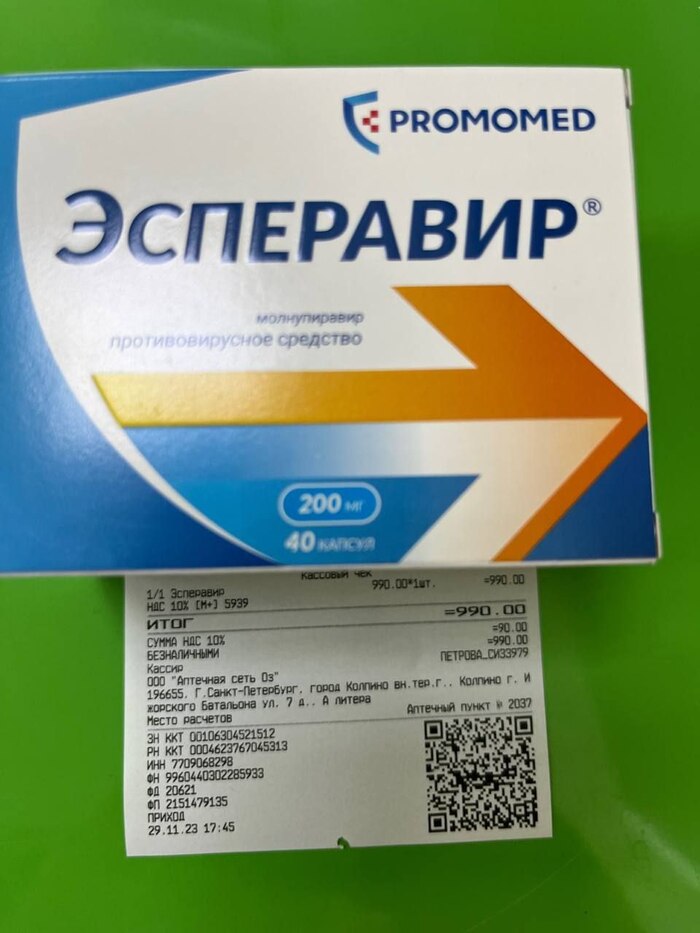 PROMOMED
ЭСПЕРАВИР®
молнупиравир
противовирусное средство
200 мг
40 капсул
Кассовый чек
990.00*1шт. =990.00
1/1 Эсперавир
НДС 10% [М+] 5939
ИТОГ =990.00
СУММА НДС 10% =90.00
БЕЗНАЛИЧНЫМИ =990.00
Кассир ПЕТРОВА_СИ33979
ООО "Аптечная сеть Оз"
196655, Г.Санкт-Петербург, город Колпино вн.тер.г., Колпино г, И
жорского Батальона ул, 7 д., А литера
Место расчетов Аптечный пункт № 2037
ЗН ККТ 00106304521512
РН ККТ 0004623767045313
ИНН 7709068298
ФН 9960440302285933
ФД 20621
ФП 2151479135
ПРИХОД
29.11.23 17:45